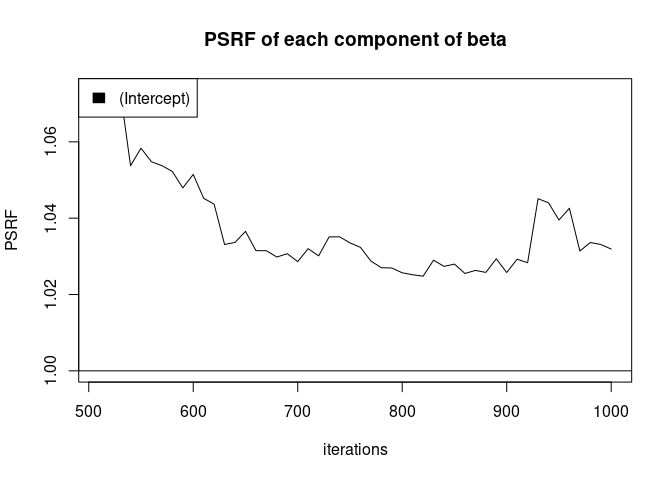 PSRF of each component of beta
(Intercept)
PSRF
1.06
1.04
1.02
1.00
500 600 700 800 900 1000
iterations